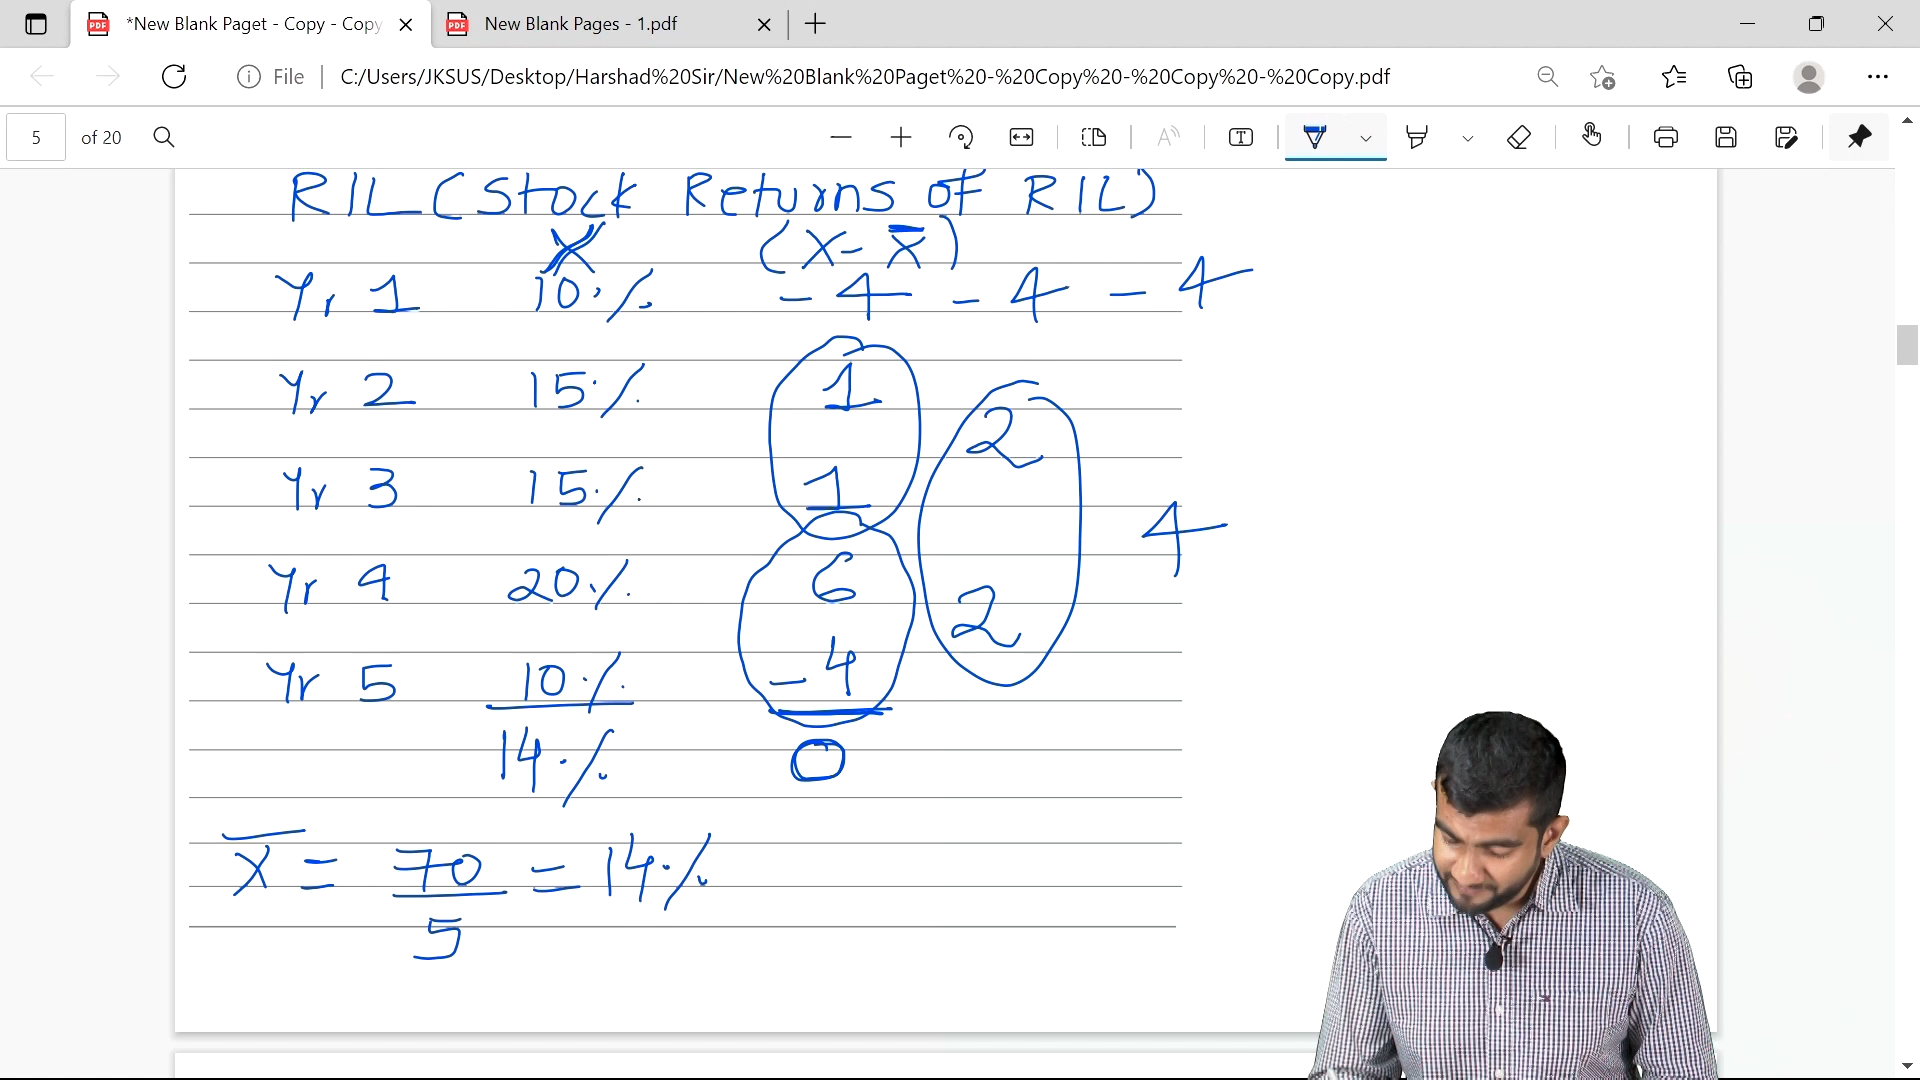 *New Blank Paget - Copy - Copy
New Blank Pages - 1.pdf
File
C:/Users/JKSUS/Desktop/Harshad%20Sir/New%20Blank%20Paget%20-%20Copy%20-%20Copy%20-%20Copy.pdf
5 of 20
RIL (Stock Returns of RIL)
X (X - X̄)
Yr 1 10% -4 -4 -4
Yr 2 15% 1
2
Yr 3 15% 1
4
Yr 4 20% 6
2
Yr 5 10% -4
14% 0
X̄ = 70 = 14%
5